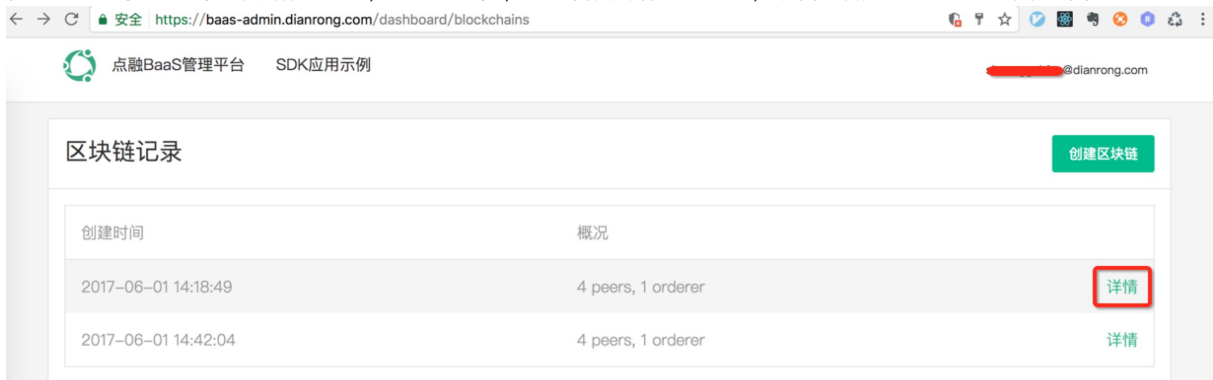 安全 https://baas-admin.dianrong.com/dashboard/blockchains
点融BaaS管理平台 SDK应用示例 @dianrong.com
区块链记录 创建区块链
创建时间 概况
2017-06-01 14:18:49 4 peers, 1 orderer 详情
2017-06-01 14:42:04 4 peers, 1 orderer 详情